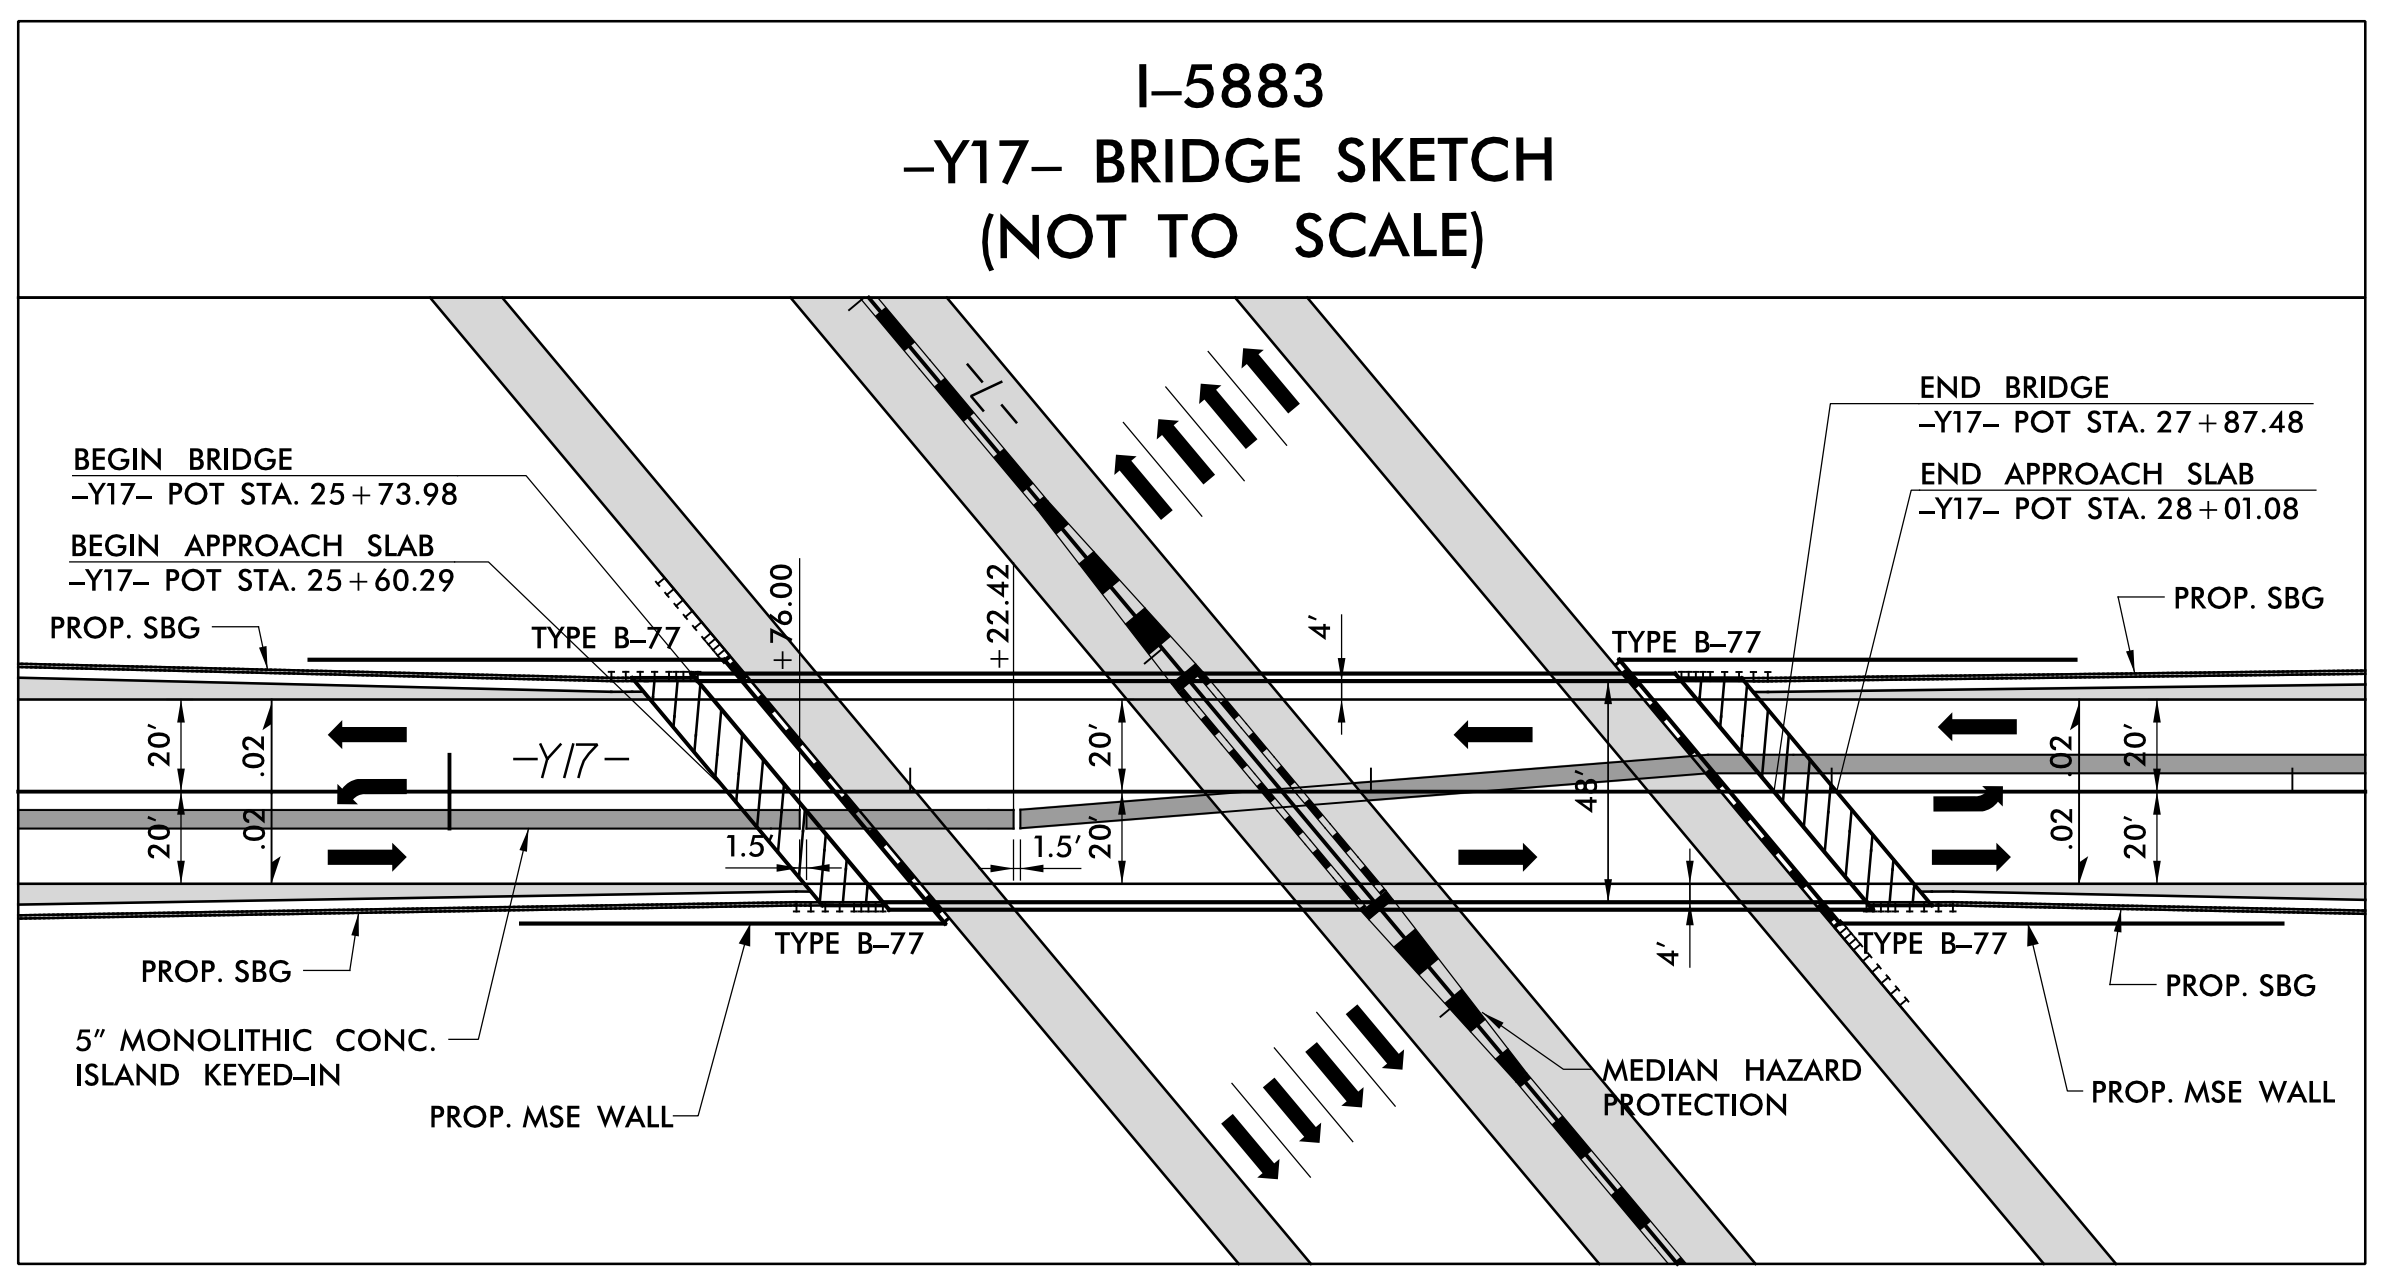 I–5883
–Y17– BRIDGE SKETCH
(NOT TO SCALE)
–L–
END BRIDGE
–Y17– POT STA. 27+87.48
BEGIN BRIDGE
–Y17– POT STA. 25+73.98
END APPROACH SLAB
–Y17– POT STA. 28+01.08
BEGIN APPROACH SLAB
–Y17– POT STA. 25+60.29
+76.00
+22.42
4'
PROP. SBG
PROP. SBG
TYPE B–77
TYPE B–77
20'
.02
–Y17–
20'
.02
20'
48'
20'
.02
1.5'
1.5'
20'
.02
20'
TYPE B–77
4'
TYPE B–77
PROP. SBG
PROP. SBG
5" MONOLITHIC CONC.
ISLAND KEYED–IN
MEDIAN HAZARD
PROTECTION
PROP. MSE WALL
PROP. MSE WALL